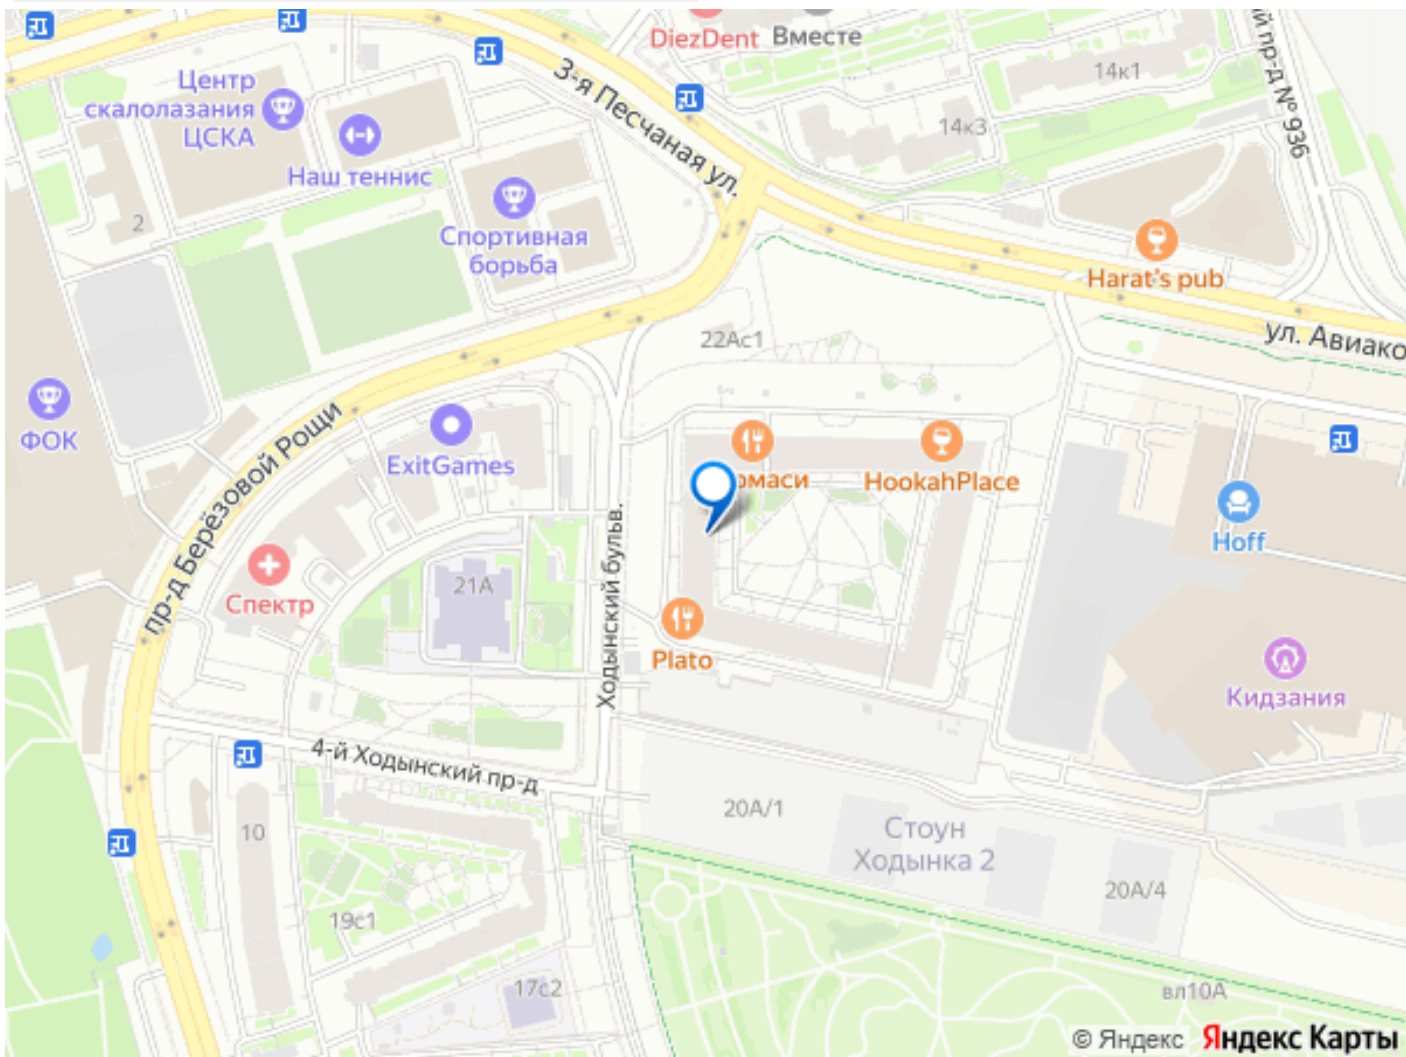 DiezDent
Вместе
й пр-д № 936
14к1
Центр
скалолазания
ЦСКА
3-я Песчаная ул.
14к3
Наш теннис
2
Спортивная
борьба
Harat's pub
22Ас1
ул. Авиако
ФОК
пр-д Берёзовой Рощи
ExitGames
омаси
HookahPlace
Hoff
Ходынский бульв.
21А
Спектр
Plato
Кидзания
4-й Ходынский пр-д
20А/1
10
Стоун
Ходынка 2
20А/4
19с1
17с2
вл10А
© Яндекс Яндекс Карты